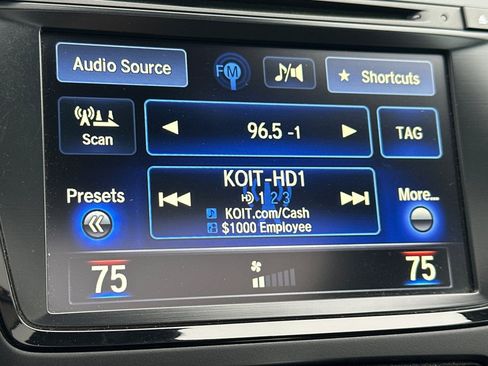 Audio Source
FM
★ Shortcuts
Scan
96.5 -1
TAG
Presets
KOIT-HD1
HD 1 2 3
KOIT.com/Cash
$1000 Employee
More...
75
75